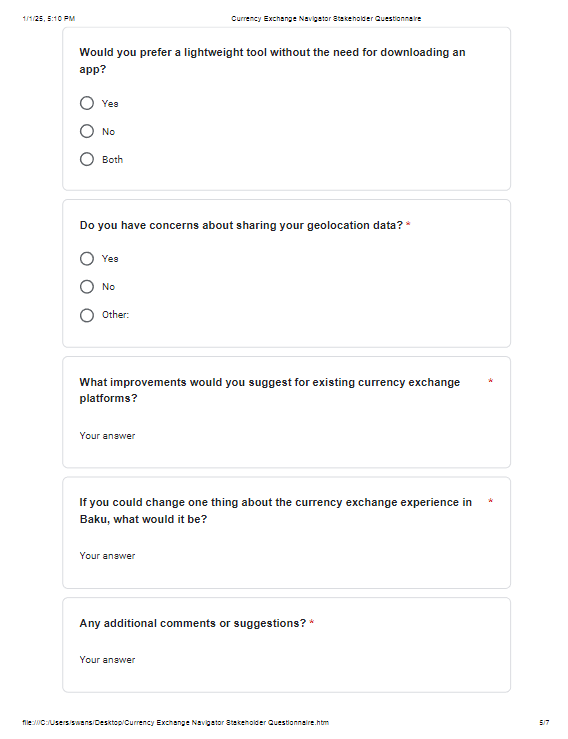 1/1/25, 5:10 PM
Currency Exchange Navigator Stakeholder Questionnaire
Would you prefer a lightweight tool without the need for downloading an
app?
Yes
No
Both
Do you have concerns about sharing your geolocation data? *
Yes
No
Other:
What improvements would you suggest for existing currency exchange *
platforms?
Your answer
If you could change one thing about the currency exchange experience in *
Baku, what would it be?
Your answer
Any additional comments or suggestions? *
Your answer
file:///C:/Users/swans/Desktop/Currency Exchange Navigator Stakeholder Questionnaire.htm
5/7